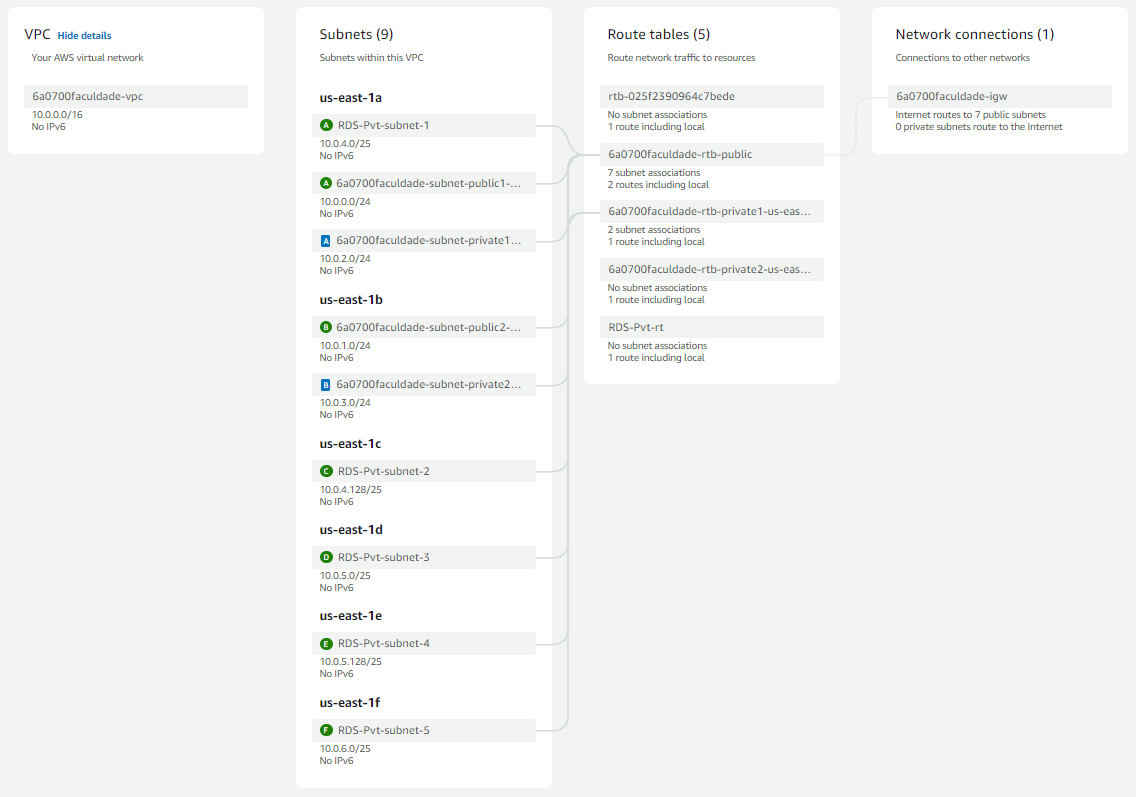 VPC Hide details
Your AWS virtual network
6a0700faculdade-vpc
10.0.0.0/16
No IPv6
Subnets (9)
Subnets within this VPC
us-east-1a
A RDS-Pvt-subnet-1
10.0.4.0/25
No IPv6
A 6a0700faculdade-subnet-public1-...
10.0.0.0/24
No IPv6
A 6a0700faculdade-subnet-private1...
10.0.2.0/24
No IPv6
us-east-1b
B 6a0700faculdade-subnet-public2-...
10.0.1.0/24
No IPv6
B 6a0700faculdade-subnet-private2...
10.0.3.0/24
No IPv6
us-east-1c
C RDS-Pvt-subnet-2
10.0.4.128/25
No IPv6
us-east-1d
D RDS-Pvt-subnet-3
10.0.5.0/25
No IPv6
us-east-1e
E RDS-Pvt-subnet-4
10.0.5.128/25
No IPv6
us-east-1f
F RDS-Pvt-subnet-5
10.0.6.0/25
No IPv6
Route tables (5)
Route network traffic to resources
rtb-025f2390964c7bede
No subnet associations
1 route including local
6a0700faculdade-rtb-public
7 subnet associations
2 routes including local
6a0700faculdade-rtb-private1-us-eas...
2 subnet associations
1 route including local
6a0700faculdade-rtb-private2-us-eas...
No subnet associations
1 route including local
RDS-Pvt-rt
No subnet associations
1 route including local
Network connections (1)
Connections to other networks
6a0700faculdade-igw
Internet routes to 7 public subnets
0 private subnets route to the Internet